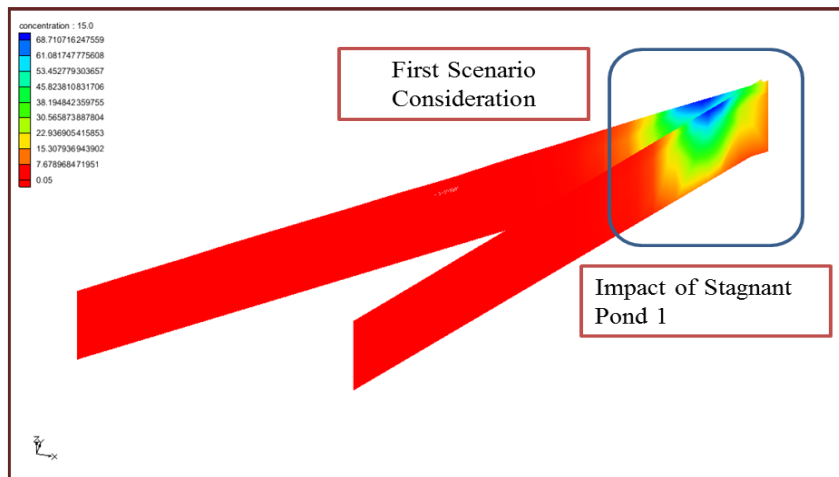 concentration : 15.0
68.710716247559
61.081747775608
53.452779303657
45.823810831706
38.194842359755
30.565873887804
22.936905415853
15.307936943902
7.678968471951
0.05
First Scenario
Consideration
Impact of Stagnant
Pond 1
Z
X